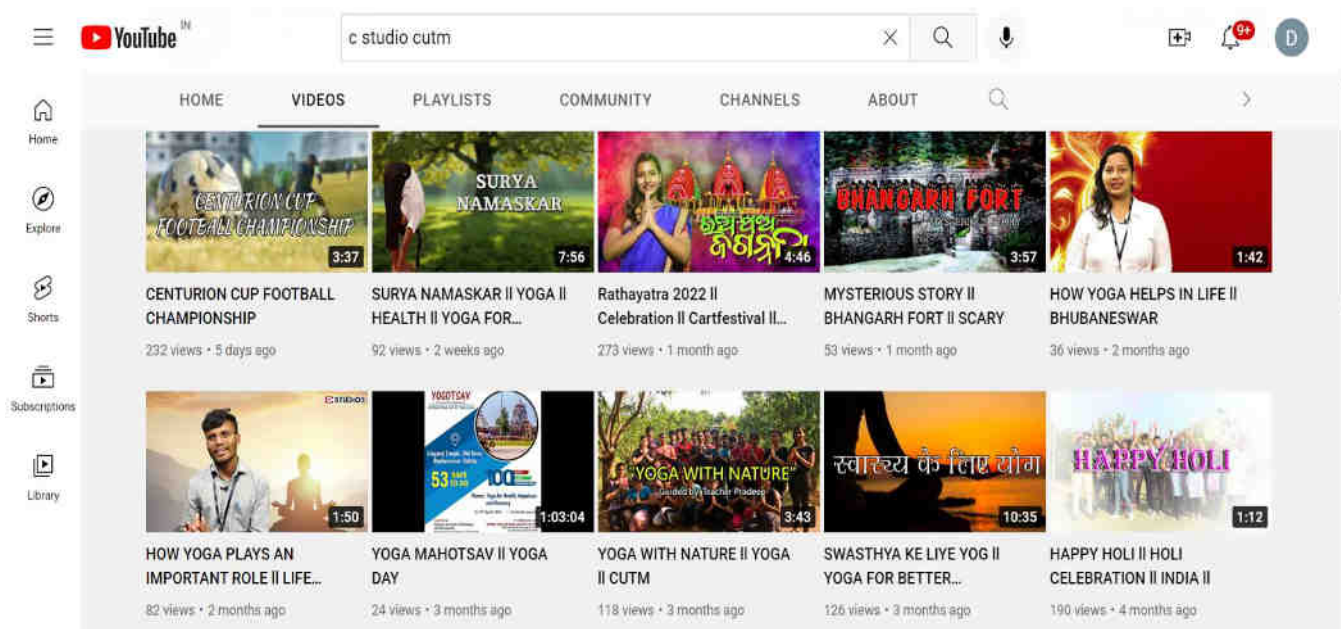 YouTube IN
c studio cutm
9+
D
HOME VIDEOS PLAYLISTS COMMUNITY CHANNELS ABOUT
Home
Explore
Shorts
Subscriptions
Library
CENTURION CUP
FOOTBALL CHAMPIONSHIP
3:37
SURYA
NAMASKAR
7:56
4:46
BHANGARH FORT
3:57
1:42
CENTURION CUP FOOTBALL
CHAMPIONSHIP
232 views • 5 days ago
SURYA NAMASKAR II YOGA II
HEALTH II YOGA FOR...
92 views • 2 weeks ago
Rathayatra 2022 II
Celebration II Cartfestival II...
273 views • 1 month ago
MYSTERIOUS STORY II
BHANGARH FORT II SCARY
53 views • 1 month ago
HOW YOGA HELPS IN LIFE II
BHUBANESWAR
36 views • 2 months ago
STUDIOS
1:50
YOGOTSAV
53
100
1:03:04
"YOGA WITH NATURE"
Guided by Teacher Pradeep
3:43
स्वास्थ्य के लिए योग
10:35
HAPPY HOLI
1:12
HOW YOGA PLAYS AN
IMPORTANT ROLE II LIFE...
82 views • 2 months ago
YOGA MAHOTSAV II YOGA
DAY
24 views • 3 months ago
YOGA WITH NATURE II YOGA
II CUTM
118 views • 3 months ago
SWASTHYA KE LIYE YOG II
YOGA FOR BETTER...
126 views • 3 months ago
HAPPY HOLI II HOLI
CELEBRATION II INDIA II
190 views • 4 months ago